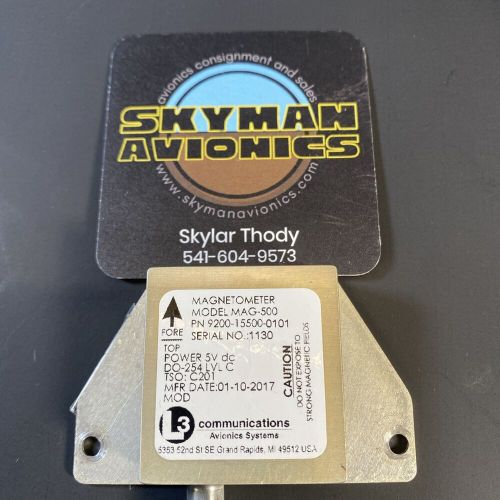 avionics consignment and sales
SKYMAN
AVIONICS
www.skymanavionics.com
Skylar Thody
541-604-9573
FORE
MAGNETOMETER
MODEL MAG-500
PN 9200-15500-0101
SERIAL NO.:1130
TOP
POWER 5V dc
DO-254 LVL C
TSO: C201
MFR DATE:01-10-2017
MOD
CAUTION
DO NOT EXPOSE TO
STRONG MAGNETIC FIELDS
L3 communications
Avionics Systems
5353 52nd St SE Grand Rapids, MI 49512 USA